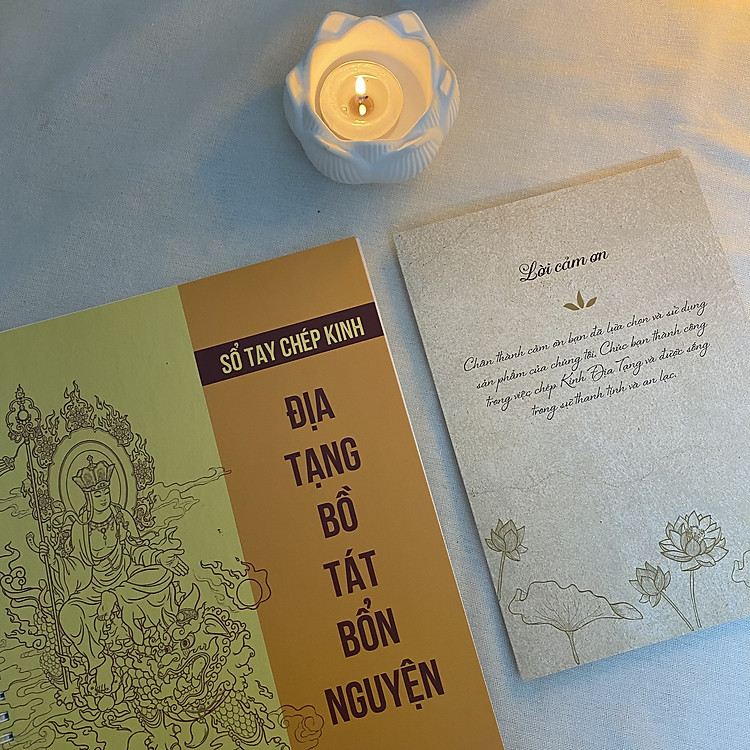 SỔ TAY CHÉP KINH
ĐỊA
TẠNG
BỒ
TÁT
BỔN
NGUYỆN
Lời cảm ơn
Chân thành cảm ơn bạn đã lựa chọn và sử dụng
sản phẩm của chúng tôi. Chúc bạn thành công
trong việc chép Kinh Địa Tạng và được sống
trong sự thanh tịnh và an lạc.